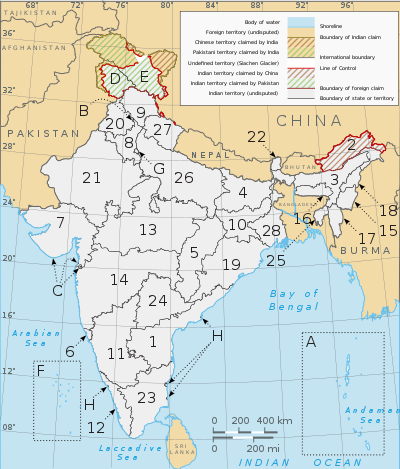 68° 72° 76° 80° 84° 88° 92° 96°
TAJIKISTAN
36°
AFGHANISTAN
32°
28°
24°
20°
16°
12°
08°
Body of water
Foreign territory (undisputed)
Chinese territory claimed by India
Pakistani territory claimed by India
Undefined territory (Siachen Glacier)
Indian territory claimed by China
Indian territory claimed by Pakistan
Indian territory (undisputed)
Shoreline
Boundary of Indian claim
International boundary
Line of Control
Boundary of foreign claim
Boundary of state or territory
D E
B
9
20
27
8
G
PAKISTAN
CHINA
22
NEPAL
BHUTAN
2
21
26
3
4
BANGLADESH
18
15
17
16
BURMA
7
13
10
28
25
5
19
C
14
24
Bay of
Bengal
Arabian
Sea
6
11
1
H
A
F
H
23
12
Andaman
Sea
SRI
LANKA
Laccadive
Sea
0 200 400 km
0 200 mi
INDIAN OCEAN